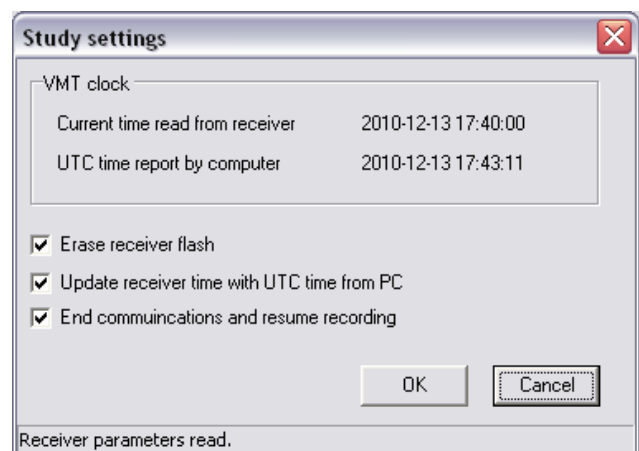 Study settings
VMT clock
Current time read from receiver 2010-12-13 17:40:00
UTC time report by computer 2010-12-13 17:43:11
Erase receiver flash
Update receiver time with UTC time from PC
End commuincations and resume recording
OK Cancel
Receiver parameters read.